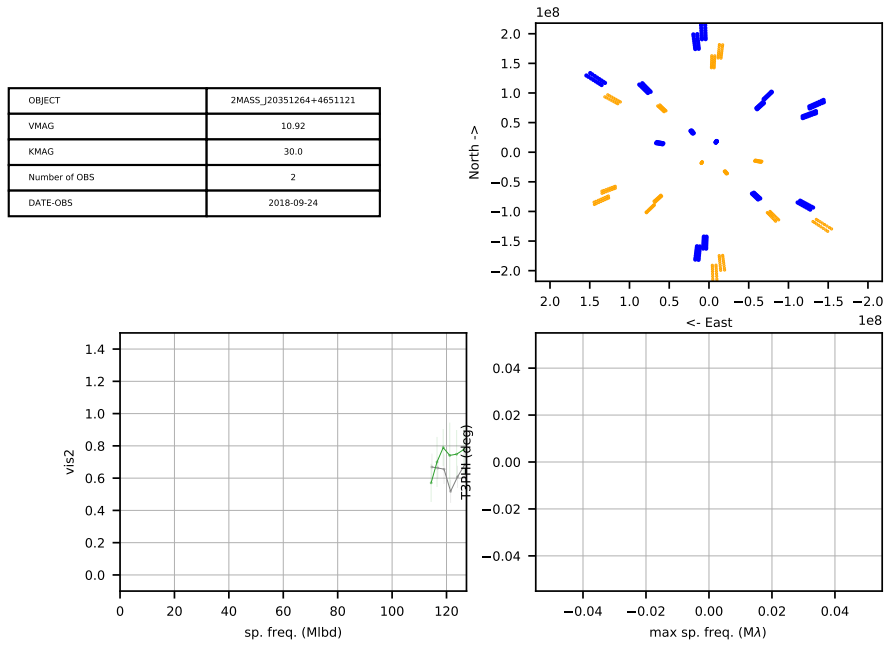 OBJECT 2MASS_J20351264+4651121
VMAG 10.92
KMAG 30.0
Number of OBS 2
DATE-OBS 2018-09-24
1e8
2.0
1.5
1.0
0.5
0.0
−0.5
−1.0
−1.5
−2.0
North ->
2.0 1.5 1.0 0.5 0.0 −0.5 −1.0 −1.5 −2.0
1e8
<- East
1.4
1.2
1.0
0.8
0.6
0.4
0.2
0.0
vis2
0 20 40 60 80 100 120
sp. freq. (Mlbd)
0.04
0.02
0.00
−0.02
−0.04
T3PHI (deg)
−0.04 −0.02 0.00 0.02 0.04
max sp. freq. (Mλ)